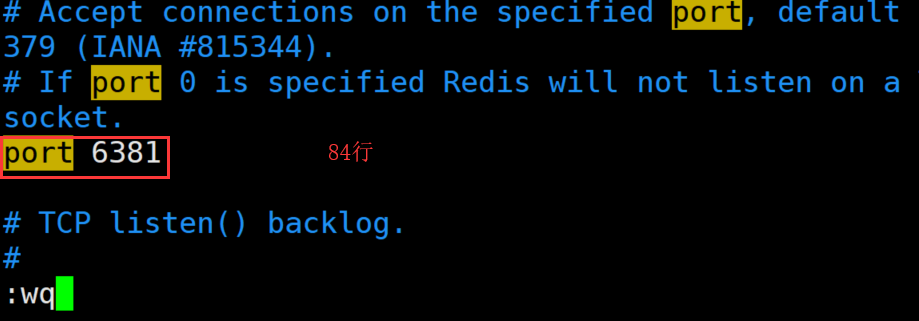 # Accept connections on the specified port, default
379 (IANA #815344).
# If port 0 is specified Redis will not listen on a
socket.
port 6381
84行
# TCP listen() backlog.
#
:wq